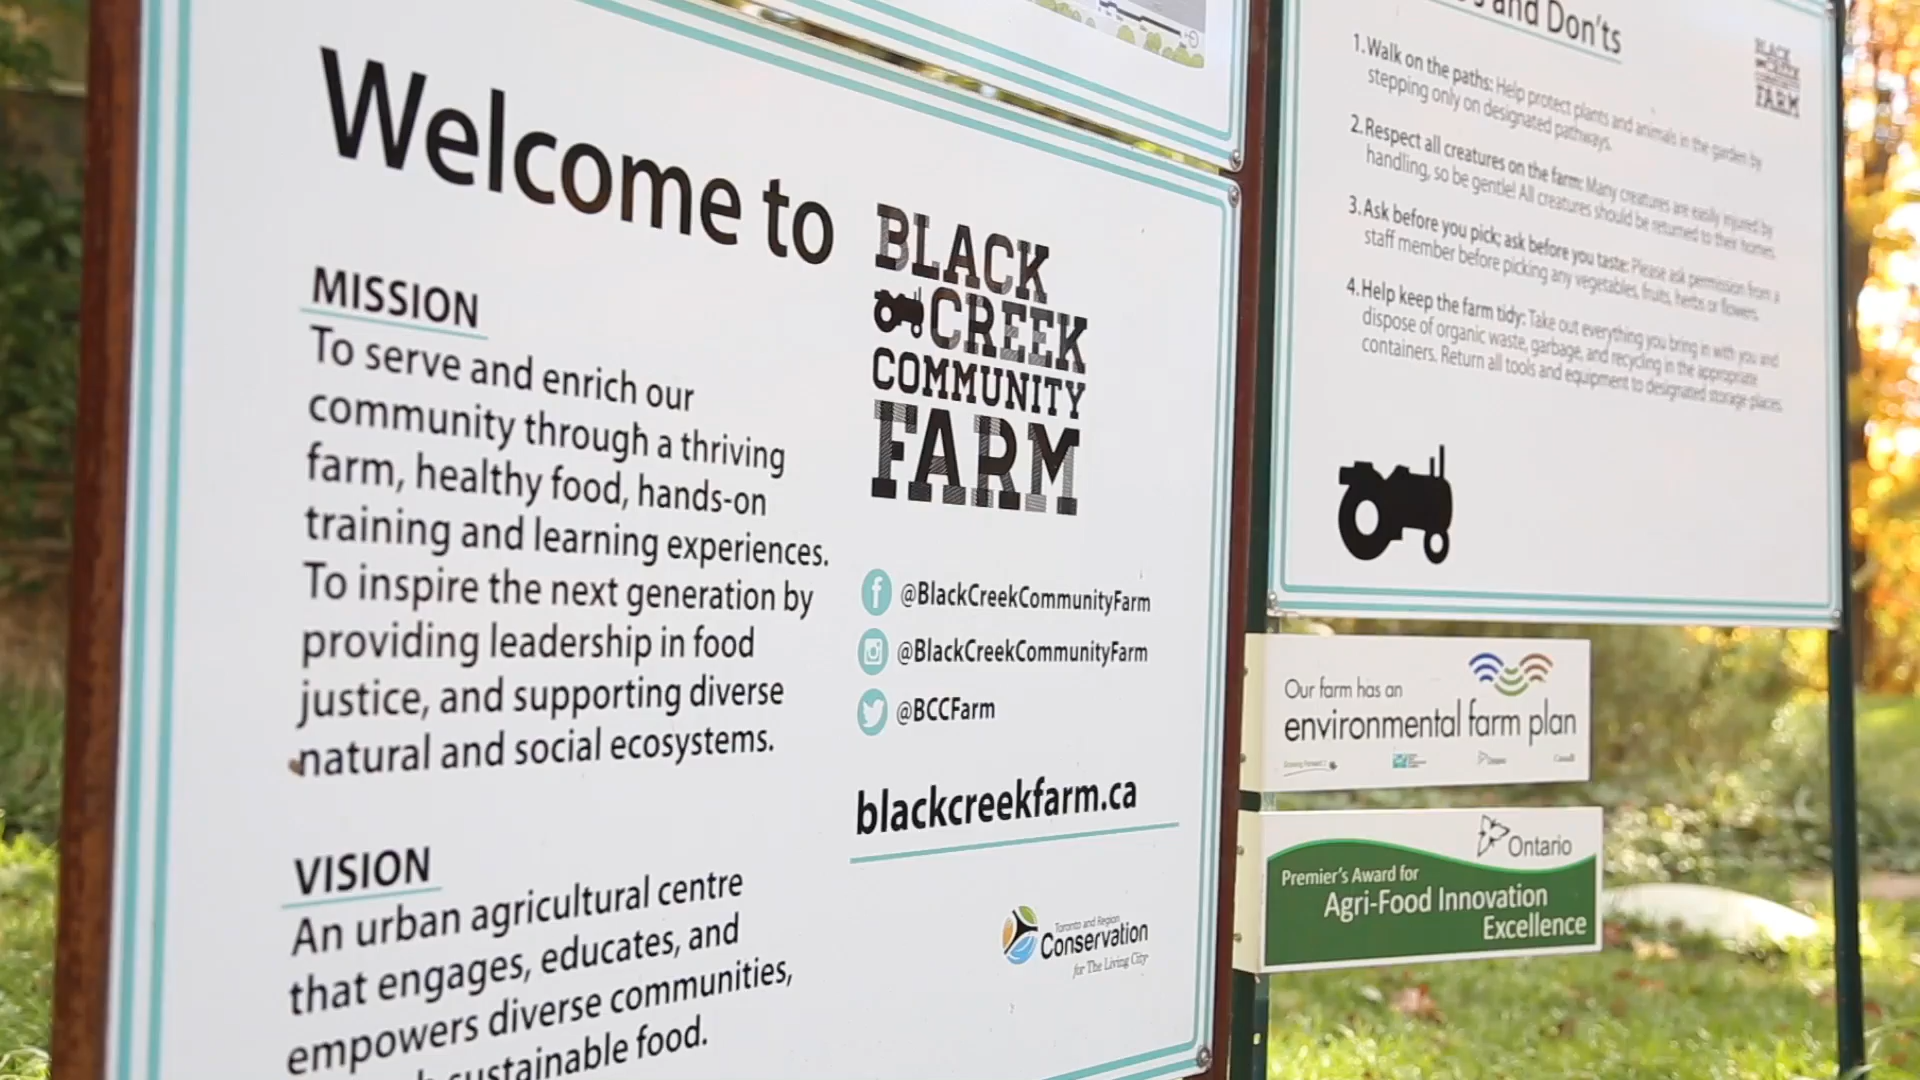 Welcome to
BLACK
CREEK
COMMUNITY
FARM
MISSION
To serve and enrich our
community through a thriving
farm, healthy food, hands-on
training and learning experiences.
To inspire the next generation by
providing leadership in food
justice, and supporting diverse
natural and social ecosystems.
@BlackCreekCommunityFarm
@BlackCreekCommunityFarm
@BCCFarm
blackcreekfarm.ca
VISION
An urban agricultural centre
that engages, educates, and
empowers diverse communities,
sustainable food.
Toronto and Region
Conservation
for The Living City
and Don'ts
BLACK
CREEK
COMMUNITY
FARM
1. Walk on the paths: Help protect plants and animals in the garden by
stepping only on designated pathways.
2. Respect all creatures on the farm: Many creatures are easily injured by
handling, so be gentle! All creatures should be returned to their homes.
3. Ask before you pick; ask before you taste: Please ask permission from a
staff member before picking any vegetables, fruits, herbs or flowers.
4. Help keep the farm tidy: Take out everything you bring in with you and
dispose of organic waste, garbage, and recycling in the appropriate
containers. Return all tools and equipment to designated storage places.
Our farm has an
environmental farm plan
Ontario
Premier's Award for
Agri-Food Innovation
Excellence